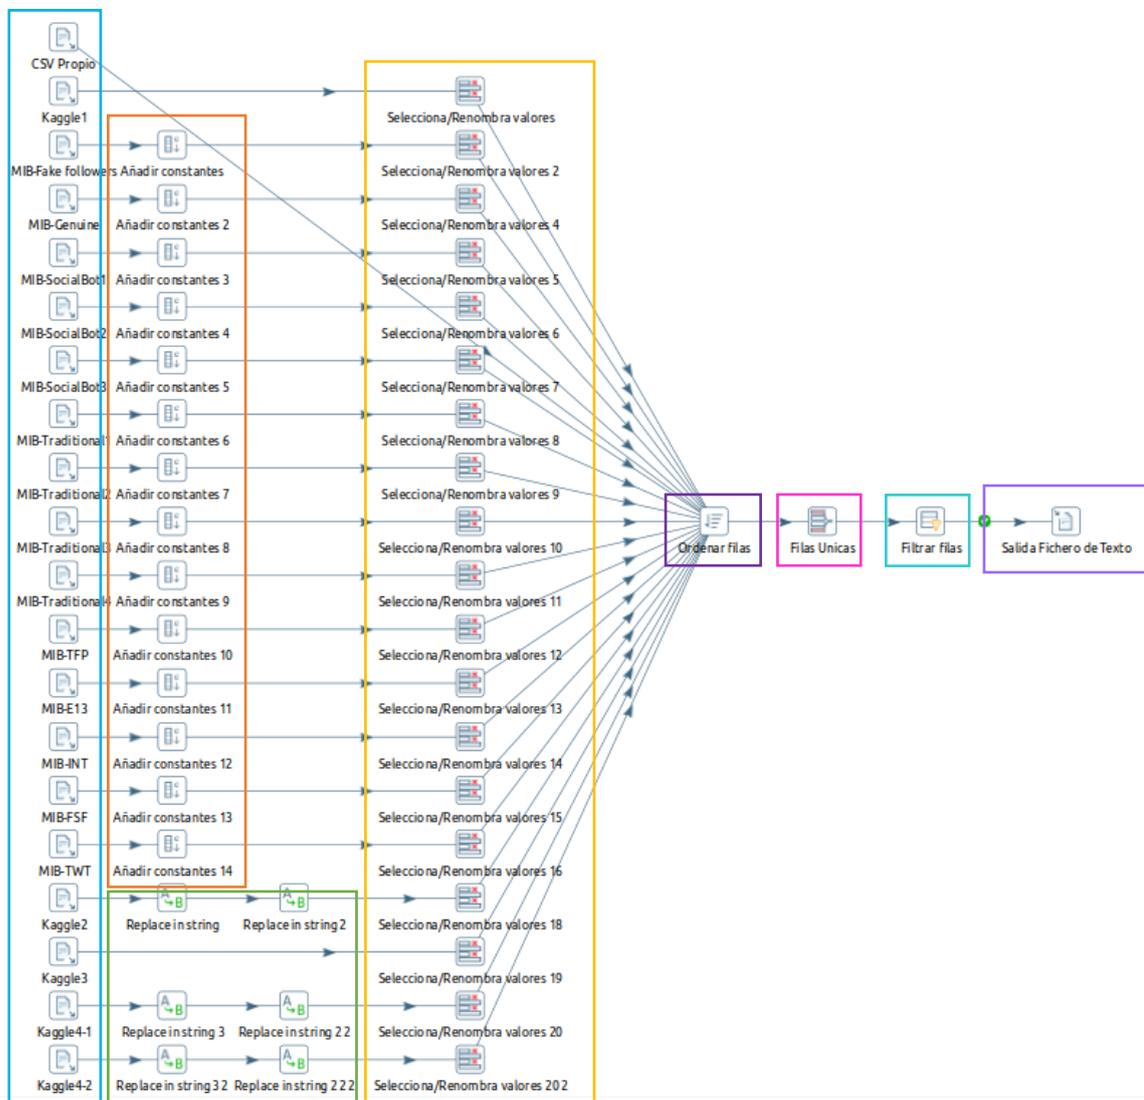 CSV Propio
Kaggle1
Selecciona/Renombra valores
MIB-Fake followers
Añadir constantes
Selecciona/Renombra valores 2
MIB-Genuine
Añadir constantes 2
Selecciona/Renombra valores 4
MIB-SocialBot1
Añadir constantes 3
Selecciona/Renombra valores 5
MIB-SocialBot2
Añadir constantes 4
Selecciona/Renombra valores 6
MIB-SocialBot3
Añadir constantes 5
Selecciona/Renombra valores 7
MIB-Traditional1
Añadir constantes 6
Selecciona/Renombra valores 8
MIB-Traditional2
Añadir constantes 7
Selecciona/Renombra valores 9
MIB-Traditional3
Añadir constantes 8
Selecciona/Renombra valores 10
Ordenar filas
Filas Unicas
Filtrar filas
Salida Fichero de Texto
MIB-Traditional4
Añadir constantes 9
Selecciona/Renombra valores 11
MIB-TFP
Añadir constantes 10
Selecciona/Renombra valores 12
MIB-E13
Añadir constantes 11
Selecciona/Renombra valores 13
MIB-INT
Añadir constantes 12
Selecciona/Renombra valores 14
MIB-FSF
Añadir constantes 13
Selecciona/Renombra valores 15
MIB-TWT
Añadir constantes 14
Selecciona/Renombra valores 16
Kaggle2
Replace in string
Replace in string 2
Selecciona/Renombra valores 18
Kaggle3
Selecciona/Renombra valores 19
Kaggle4-1
Replace in string 3
Replace in string 2 2
Selecciona/Renombra valores 20
Kaggle4-2
Replace in string 3 2
Replace in string 2 2 2
Selecciona/Renombra valores 20 2